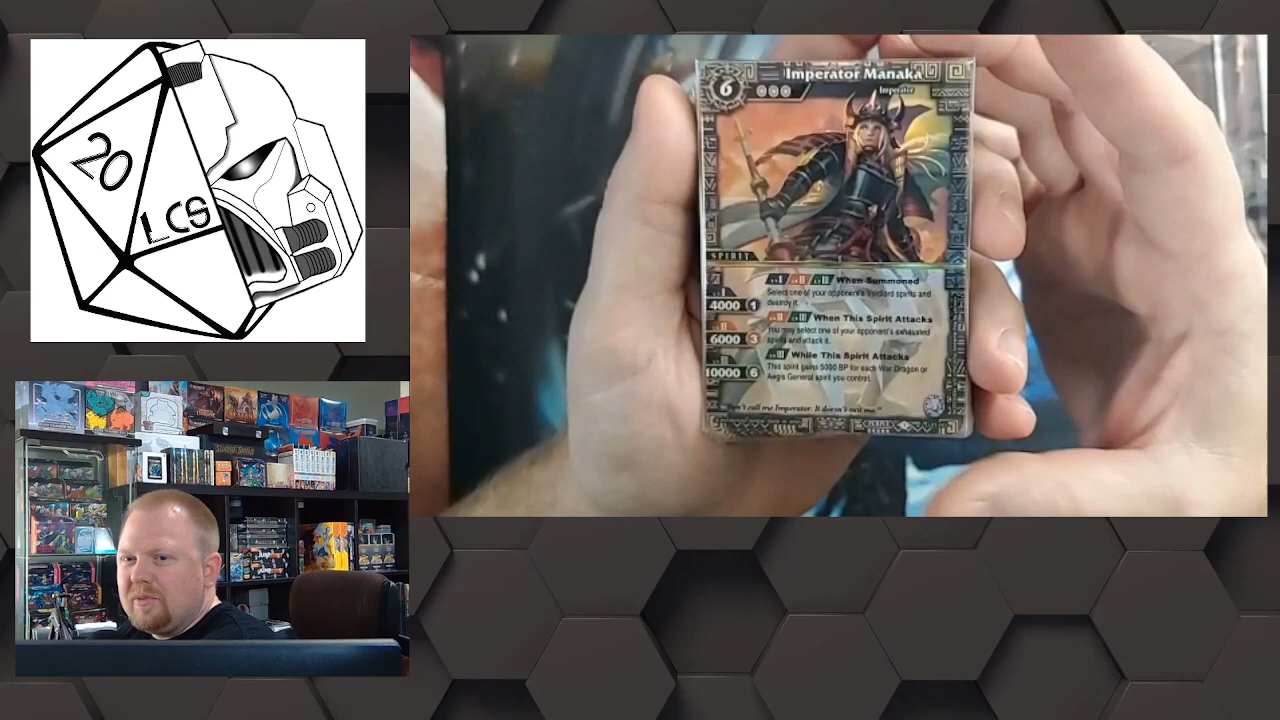 20
LCS
Imperator Manaka
6
Imperator
SPIRIT
When Summoned
Select one of your opponent's Verdiant spirits and
destroy it.
4000 1
When This Spirit Attacks
You may select one of your opponent's exhausted
spirits and attack it.
6000 3
While This Spirit Attacks
This spirit gains 5000 BP for each War Dragon or
Aegis General spirit you control.
10000 6
"Don't call me Imperator. It doesn't suit me."